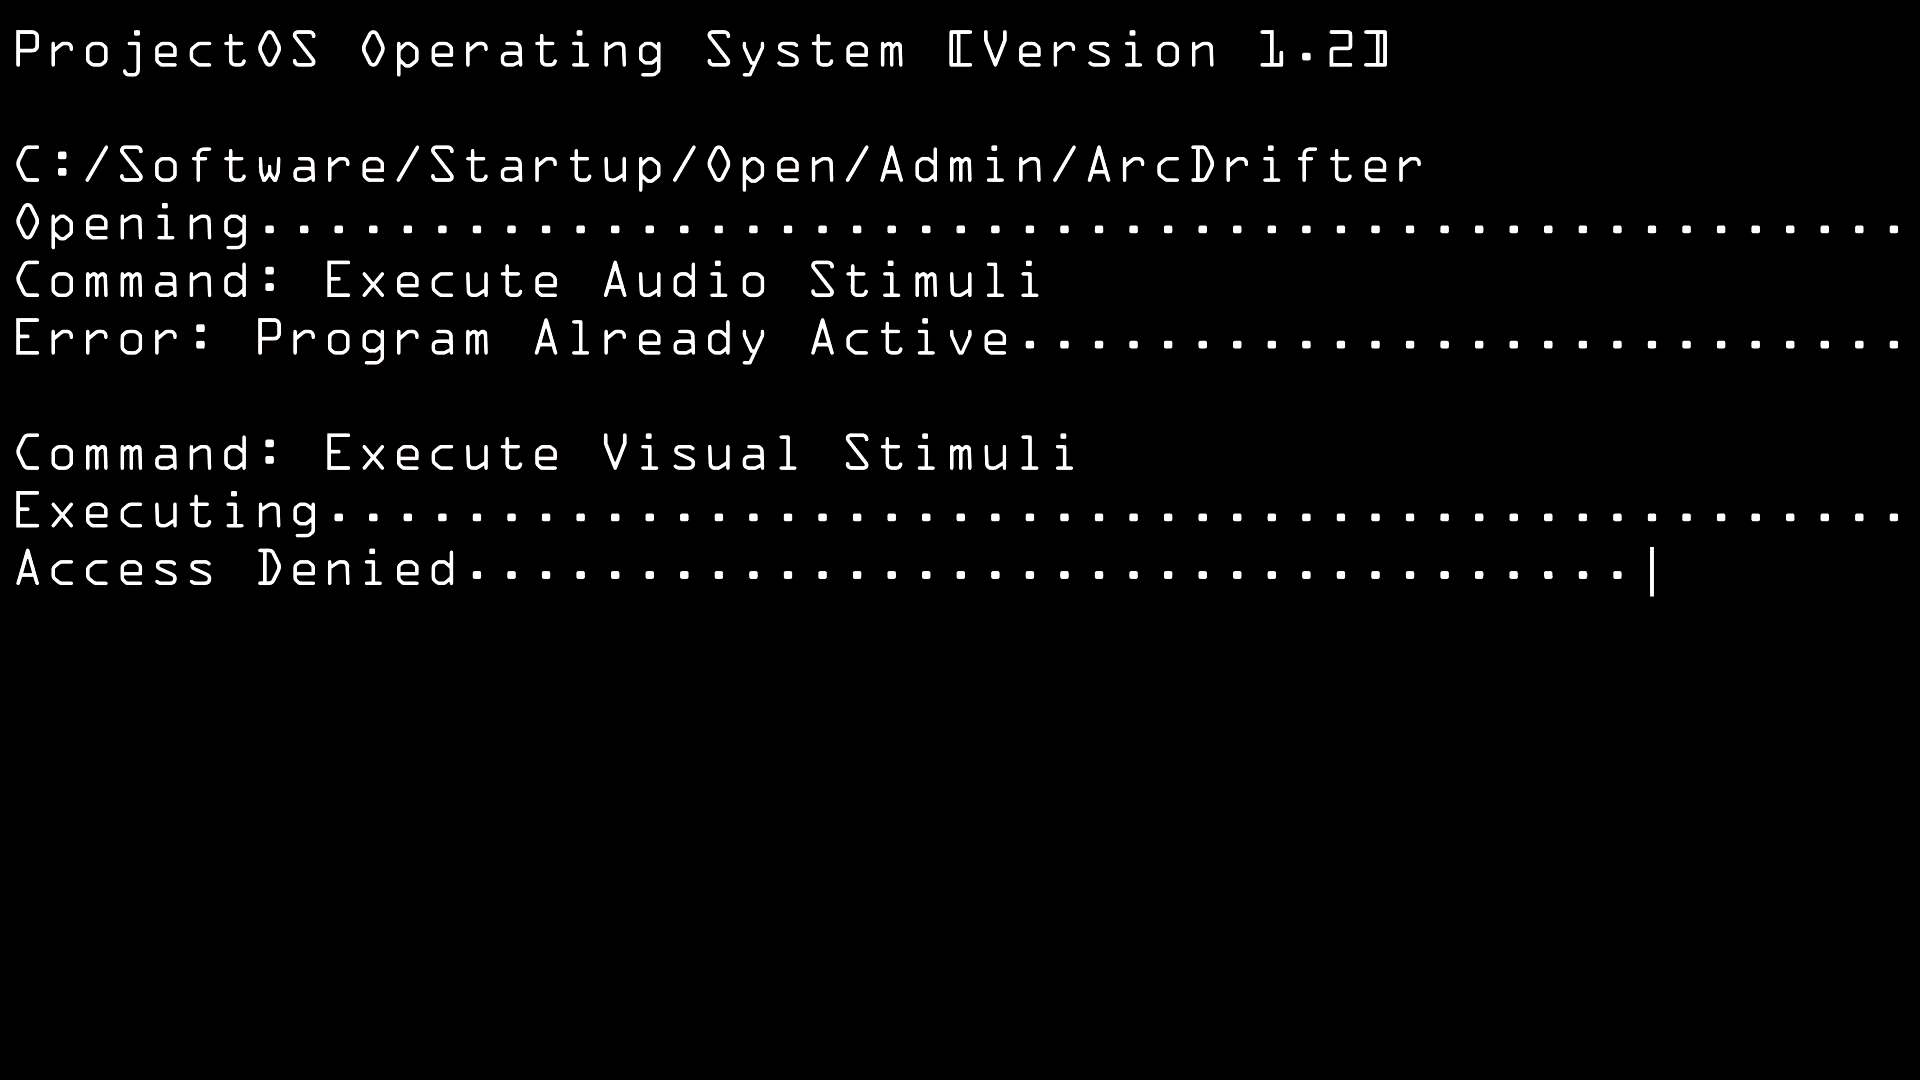 ProjectOS Operating System [Version 1.2]
C:/Software/Startup/Open/Admin/ArcDrifter
Opening................................................
Command: Execute Audio Stimuli
Error: Program Already Active..........................
Command: Execute Visual Stimuli
Executing..............................................
Access Denied..................................|